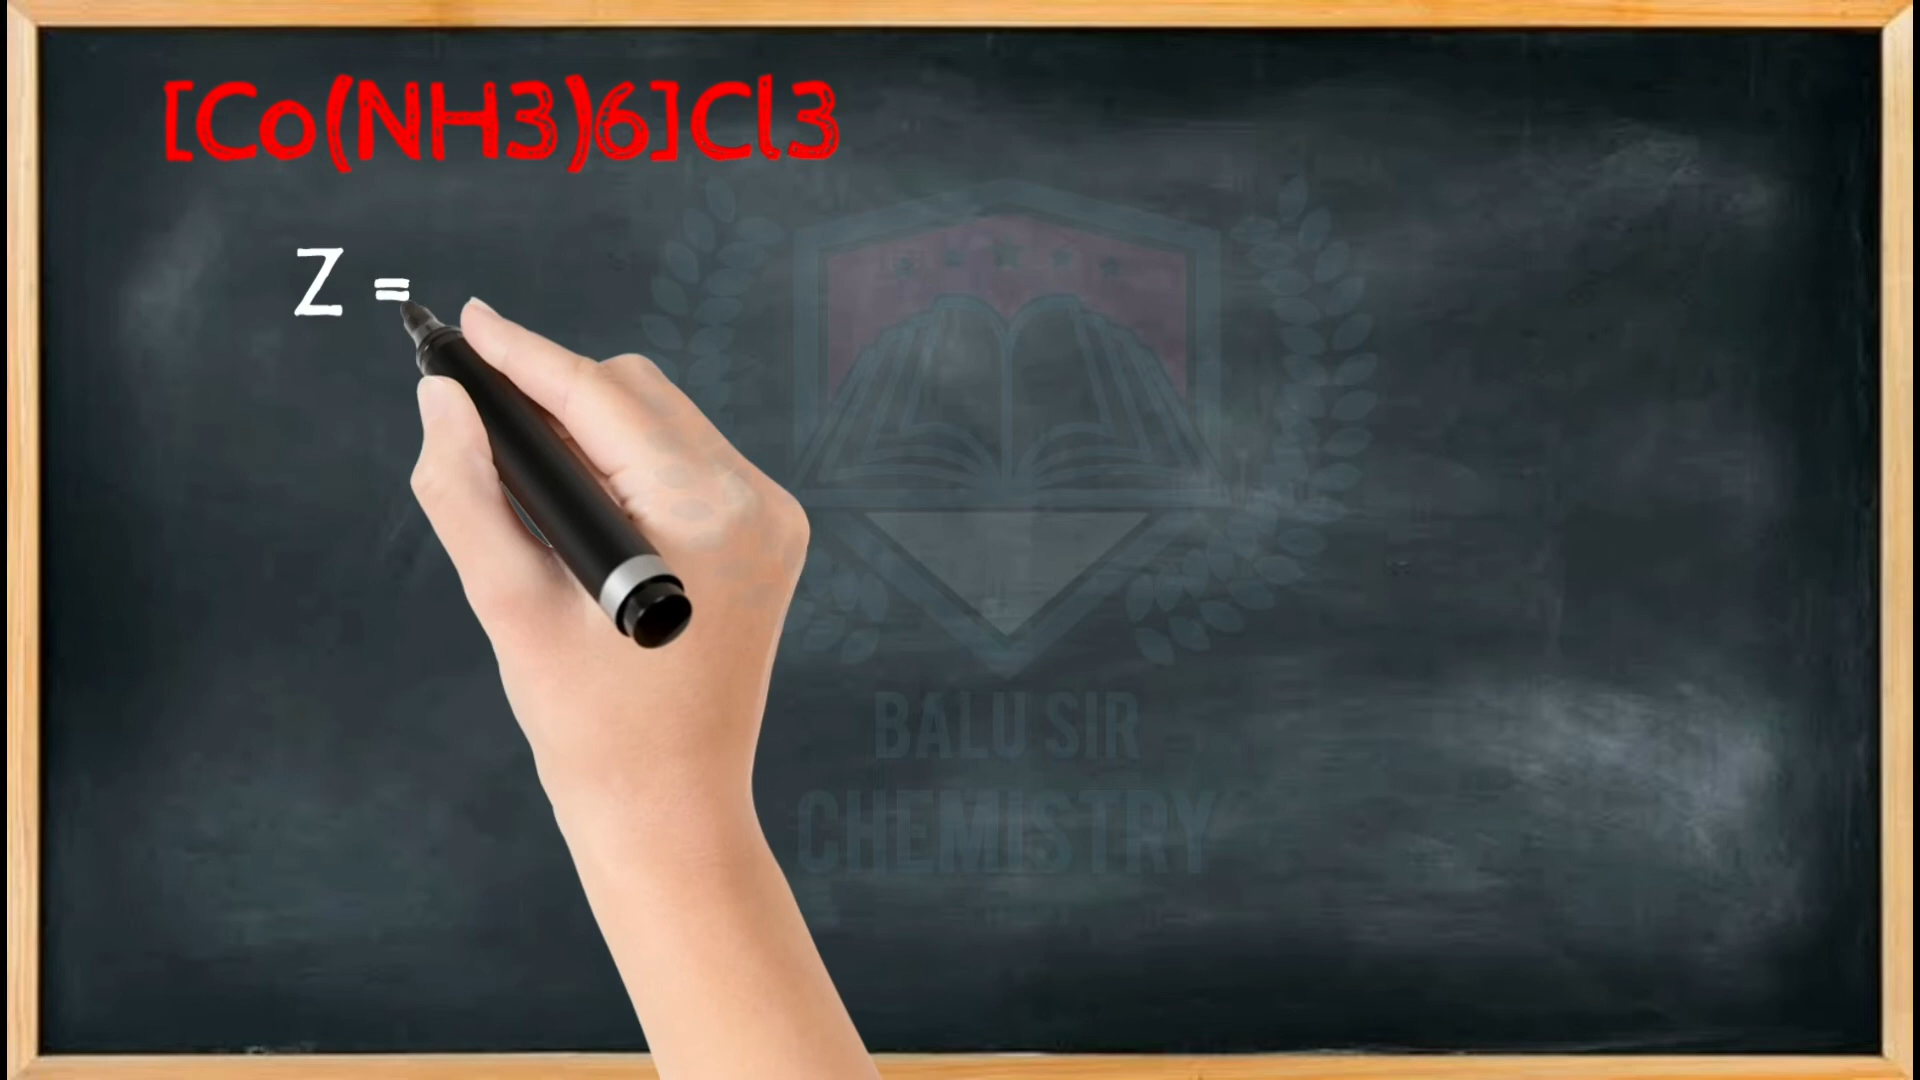 [Co(NH3)6]Cl3
Z =
BALU SIR
CHEMISTRY